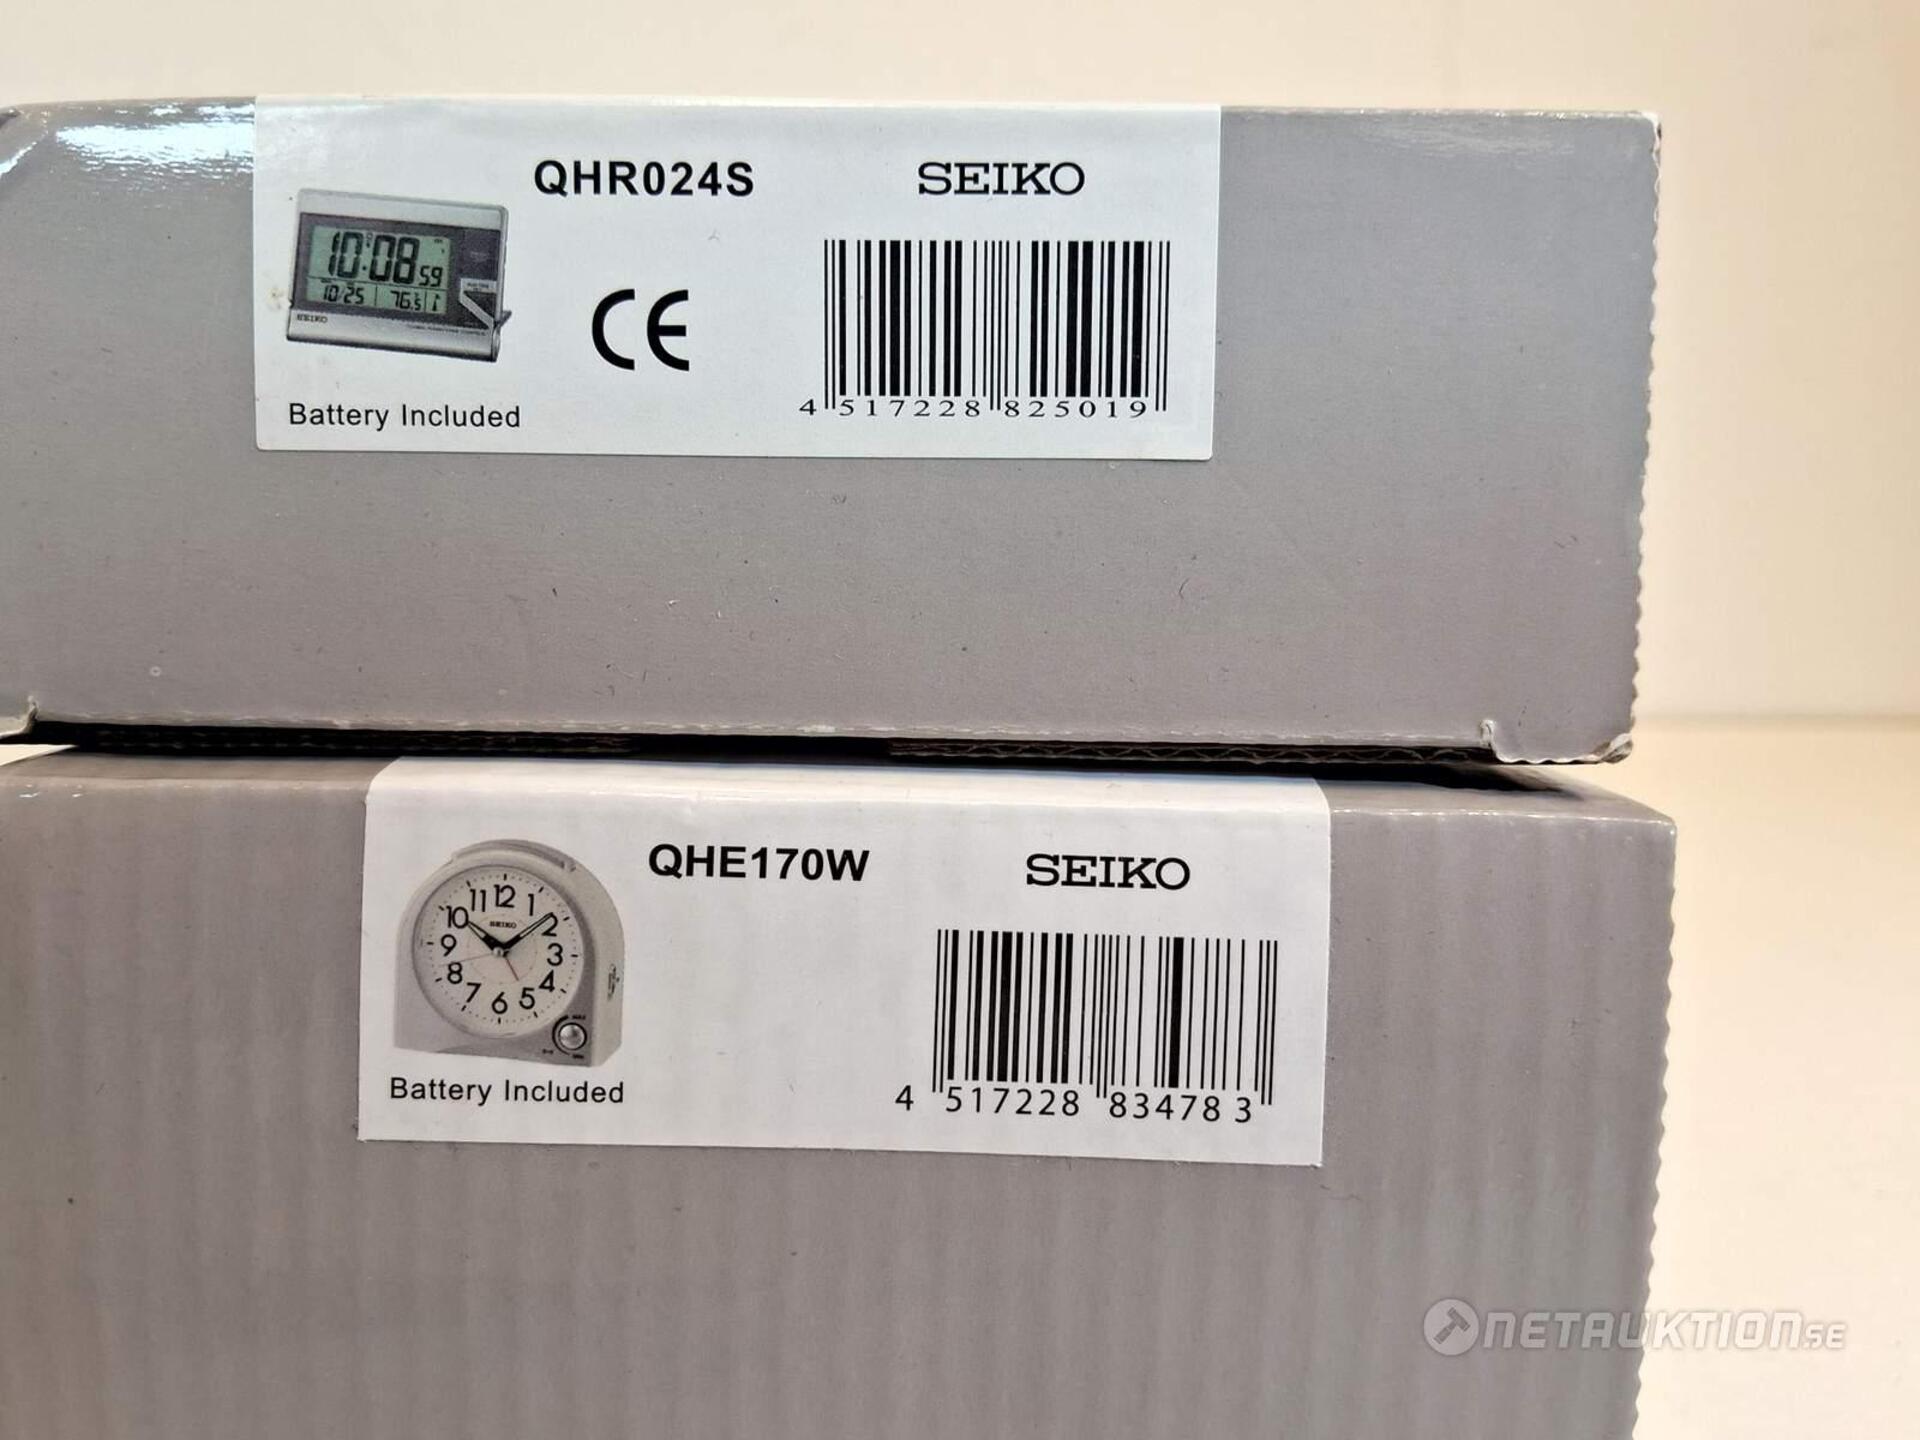 QHR024S
SEIKO
10:08 59
10/25 76.5
SEIKO
Battery Included
CE
4 517228 825019
QHE170W
SEIKO
11 12 1
10 2
SEIKO
9 3
8 4
7 6 5
Battery Included
4 517228 834783
NETAUKTION.SE